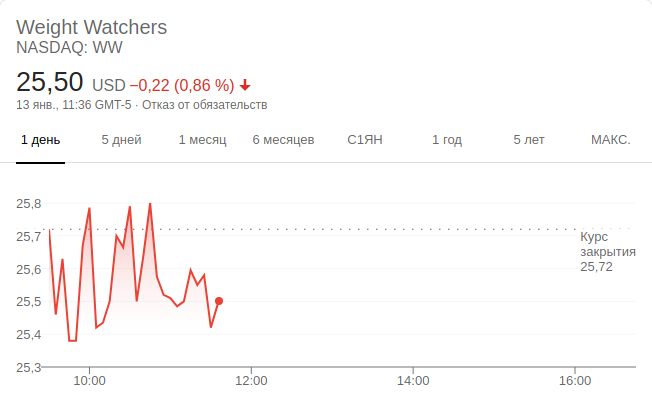 Weight Watchers
NASDAQ: WW
25,50 USD −0,22 (0,86 %)
13 янв., 11:36 GMT-5 · Отказ от обязательств
1 день 5 дней 1 месяц 6 месяцев С1ЯН 1 год 5 лет МАКС.
25,8
25,7
25,6
25,5
25,4
25,3
Курс
закрытия
25,72
10:00 12:00 14:00 16:00